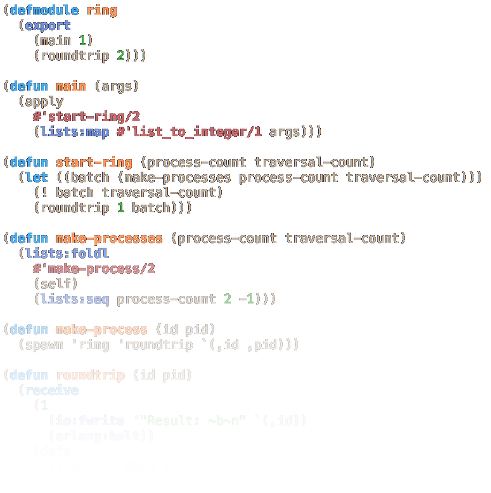 (defmodule ring
  (export
    (main 1)
    (roundtrip 2)))

(defun main (args)
  (apply
    #'start-ring/2
    (lists:map #'list_to_integer/1 args)))

(defun start-ring (process-count traversal-count)
  (let ((batch (make-processes process-count traversal-count)))
    (! batch traversal-count)
    (roundtrip 1 batch)))

(defun make-processes (process-count traversal-count)
  (lists:foldl
    #'make-process/2
    (self)
    (lists:seq process-count 2 -1)))

(defun make-process (id pid)
  (spawn 'ring 'roundtrip `(,id ,pid)))

(defun roundtrip (id pid)
  (receive
    (1
      (io:fwrite '"Result: ~b~n" `(,id))
      (erlang:halt))